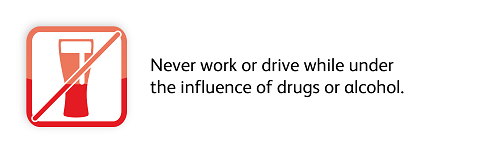 Never work or drive while under
the influence of drugs or alcohol.